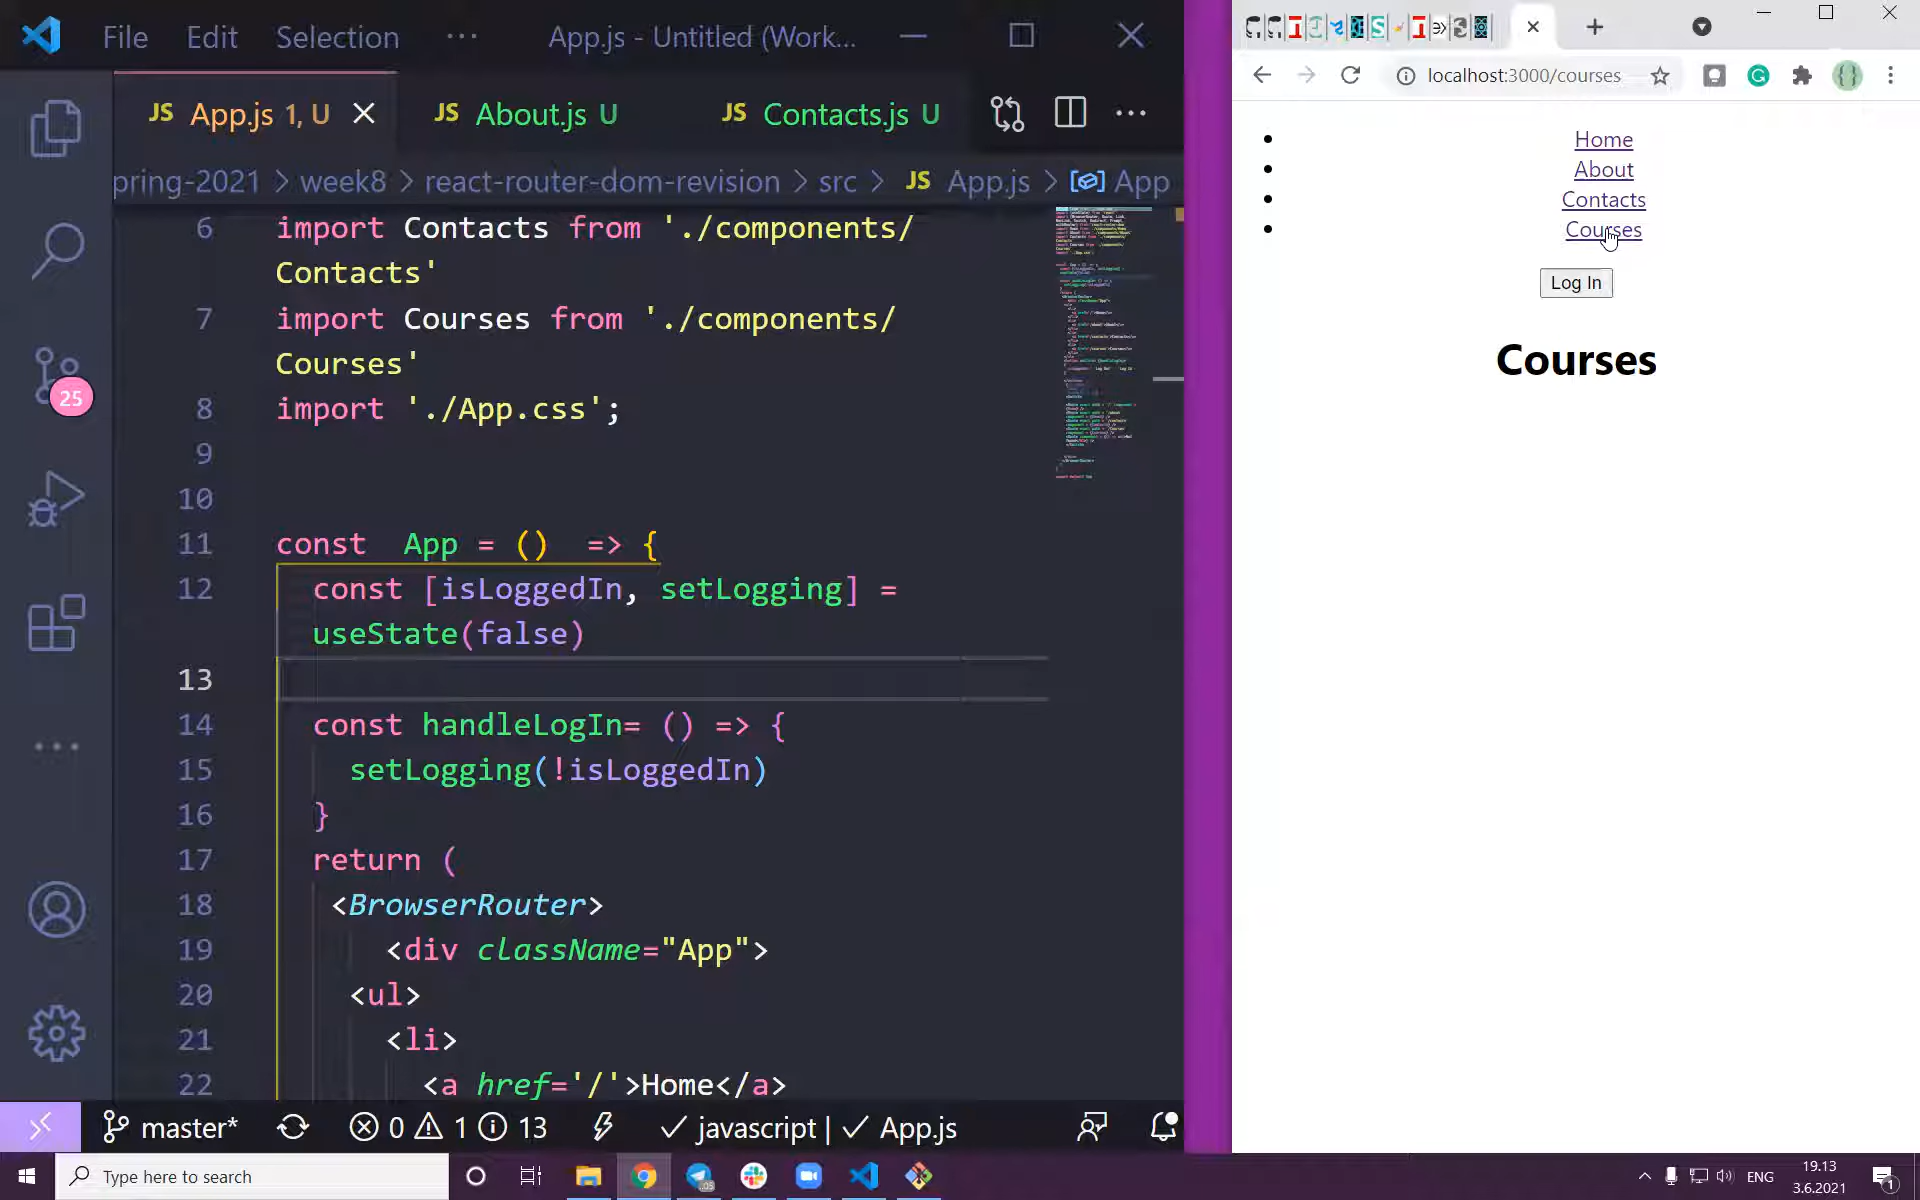 File Edit Selection ··· App.js - Untitled (Work...
JS App.js 1, U JS About.js U JS Contacts.js U ···
pring-2021 > week8 > react-router-dom-revision > src > JS App.js > App
6 import Contacts from './components/
Contacts'
7 import Courses from './components/
Courses'
8 import './App.css';
9
10
11 const  App = ()  => {
12 const [isLoggedIn, setLogging] =
useState(false)
13
14 const handleLogIn= () => {
15 setLogging(!isLoggedIn)
16 }
17 return (
18 <BrowserRouter>
19 <div className="App">
20 <ul>
21 <li>
22 <a href='/'>Home</a>
25
master* 0 1 13 javascript | App.js
localhost:3000/courses
Home
About
Contacts
Courses
Log In
Courses
Type here to search
ENG
19.13
3.6.2021
1